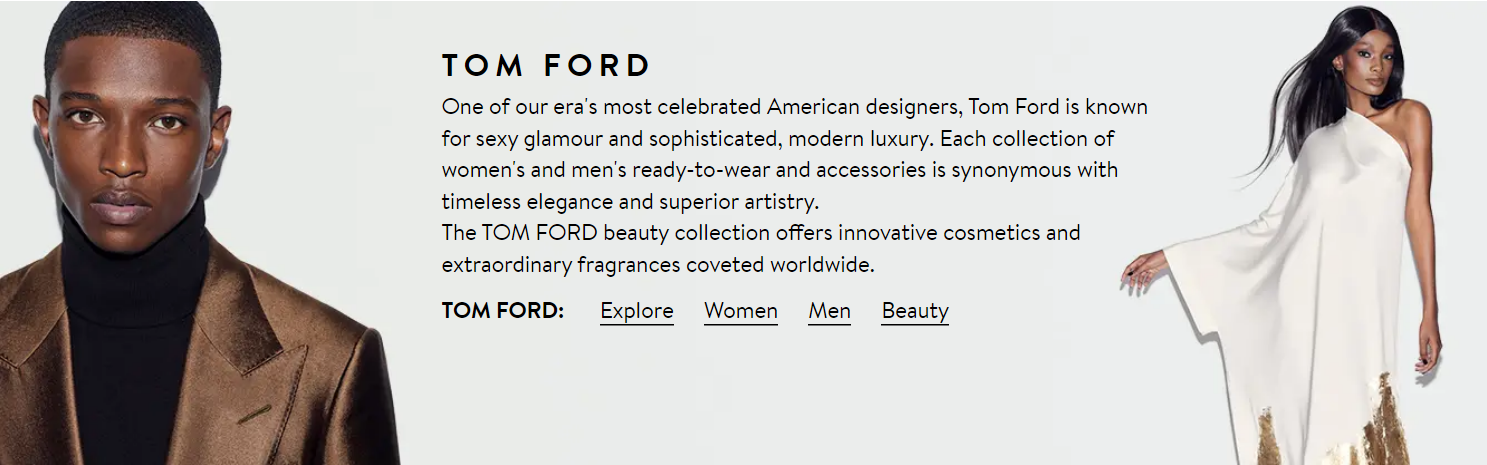 TOM FORD
One of our era's most celebrated American designers, Tom Ford is known
for sexy glamour and sophisticated, modern luxury. Each collection of
women's and men's ready-to-wear and accessories is synonymous with
timeless elegance and superior artistry.
The TOM FORD beauty collection offers innovative cosmetics and
extraordinary fragrances coveted worldwide.
TOM FORD: Explore Women Men Beauty